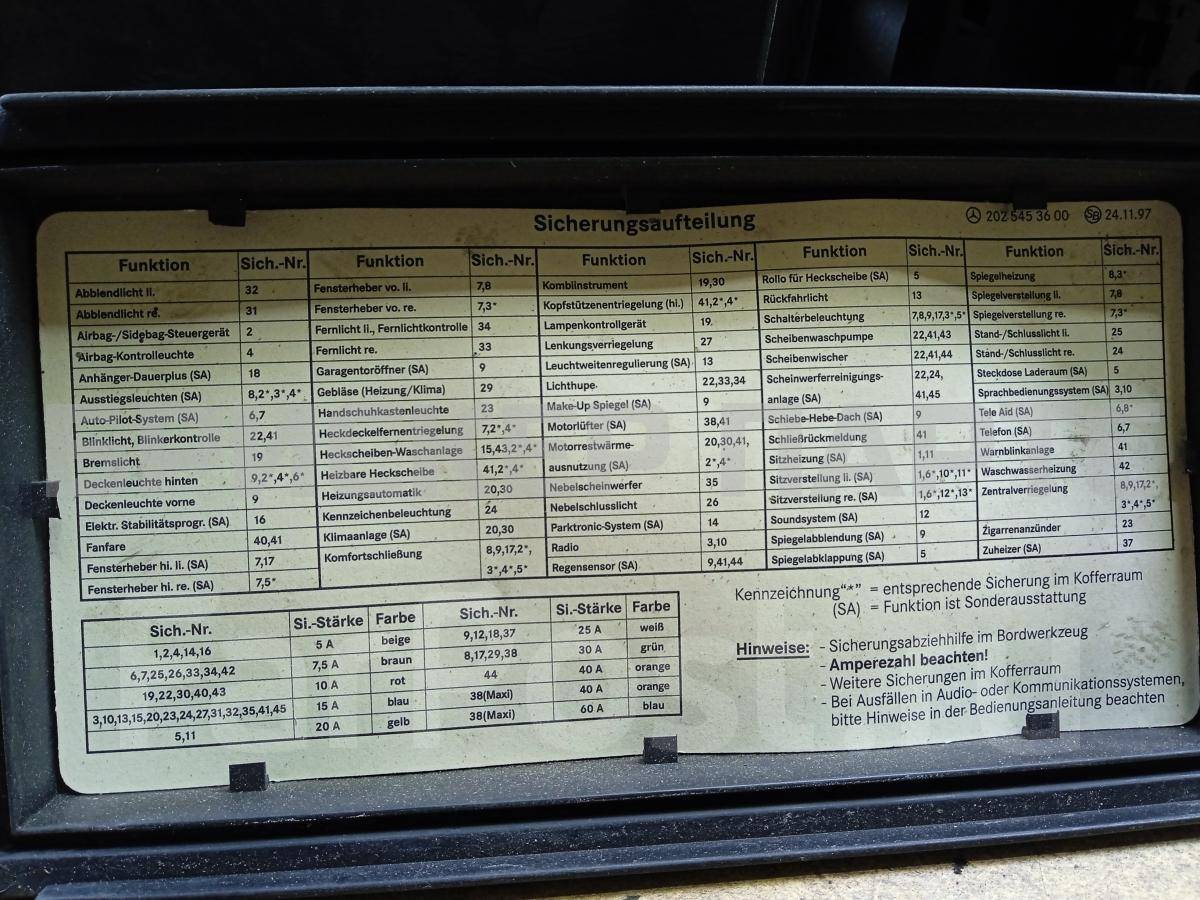 Sicherungsaufteilung
202 545 36 00 SB 24.11.97
Funktion Sich.-Nr. Funktion Sich.-Nr. Funktion Sich.-Nr. Funktion Sich.-Nr. Funktion Sich.-Nr.
Abblendlicht li. 32
Abblendlicht re. 31
Airbag-/Sidebag-Steuergerät 2
Airbag-Kontrolleuchte 4
Anhänger-Dauerplus (SA) 18
Ausstiegsleuchten (SA) 8,2*,3*,4*
Auto-Pilot-System (SA) 6,7
Blinklicht, Blinkerkontrolle 22,41
Bremslicht 19
Deckenleuchte hinten 9,2*,4*,6*
Deckenleuchte vorne 9
Elektr. Stabilitätsprogr. (SA) 16
Fanfare 40,41
Fensterheber hi. li. (SA) 7,17
Fensterheber hi. re. (SA) 7,5*
Fensterheber vo. li. 7,8
Fensterheber vo. re. 7,3*
Fernlicht li., Fernlichtkontrolle 34
Fernlicht re. 33
Garagentoröffner (SA) 9
Gebläse (Heizung/Klima) 29
Handschuhkastenleuchte 23
Heckdeckelfernentriegelung 7,2*,4*
Heckscheiben-Waschanlage 15,43,2*,4*
Heizbare Heckscheibe 41,2*,4*
Heizungsautomatik 20,30
Kennzeichenbeleuchtung 24
Klimaanlage (SA) 20,30
Komfortschließung 8,9,17,2*,
3*,4*,5*
Kombiinstrument 19,30
Kopfstützenentriegelung (hi.) 41,2*,4*
Lampenkontrollgerät 19
Lenkungsverriegelung 27
Leuchtweitenregulierung (SA) 13
Lichthupe 22,33,34
Make-Up Spiegel (SA) 9
Motorlüfter (SA) 38,41
Motorrestwärme- 20,30,41,
ausnutzung (SA) 2*,4*
Nebelscheinwerfer 35
Nebelschlusslicht 26
Parktronic-System (SA) 14
Radio 3,10
Regensensor (SA) 9,41,44
Rollo für Heckscheibe (SA) 5
Rückfahrlicht 13
Schalterbeleuchtung 7,8,9,17,3*,5*
Scheibenwaschpumpe 22,41,43
Scheibenwischer 22,41,44
Scheinwerferreinigungs- 22,24,
anlage (SA) 41,45
Schiebe-Hebe-Dach (SA) 9
Schließrückmeldung 41
Sitzheizung (SA) 1,11
Sitzverstellung li. (SA) 1,6*,10*,11*
Sitzverstellung re. (SA) 1,6*,12*,13*
Soundsystem (SA) 12
Spiegelabblendung (SA) 9
Spiegelabklappung (SA) 5
Spiegelheizung 8,3*
Spiegelverstellung li. 7,8
Spiegelverstellung re. 7,3*
Stand-/Schlusslicht li. 25
Stand-/Schlusslicht re. 24
Steckdose Laderaum (SA) 5
Sprachbedienungssystem (SA) 3,10
Tele Aid (SA) 6,8*
Telefon (SA) 6,7
Warnblinkanlage 41
Waschwasserheizung 42
Zentralverriegelung 8,9,17,2*,
3*,4*,5*
Zigarrenanzünder 23
Zuheizer (SA) 37
Sich.-Nr. Si.-Stärke Farbe Sich.-Nr. Si.-Stärke Farbe
1,2,4,14,16 5 A beige 9,12,18,37 25 A weiß
6,7,25,26,33,34,42 7,5 A braun 8,17,29,38 30 A grün
19,22,30,40,43 10 A rot 44 40 A orange
3,10,13,15,20,23,24,27,31,32,35,41,45 15 A blau 38(Maxi) 40 A orange
5,11 20 A gelb 38(Maxi) 60 A blau
Kennzeichnung"*" = entsprechende Sicherung im Kofferraum
(SA) = Funktion ist Sonderausstattung
Hinweise: - Sicherungsabziehhilfe im Bordwerkzeug
- Amperezahl beachten!
- Weitere Sicherungen im Kofferraum
- Bei Ausfällen in Audio- oder Kommunikationssystemen,
bitte Hinweise in der Bedienungsanleitung beachten